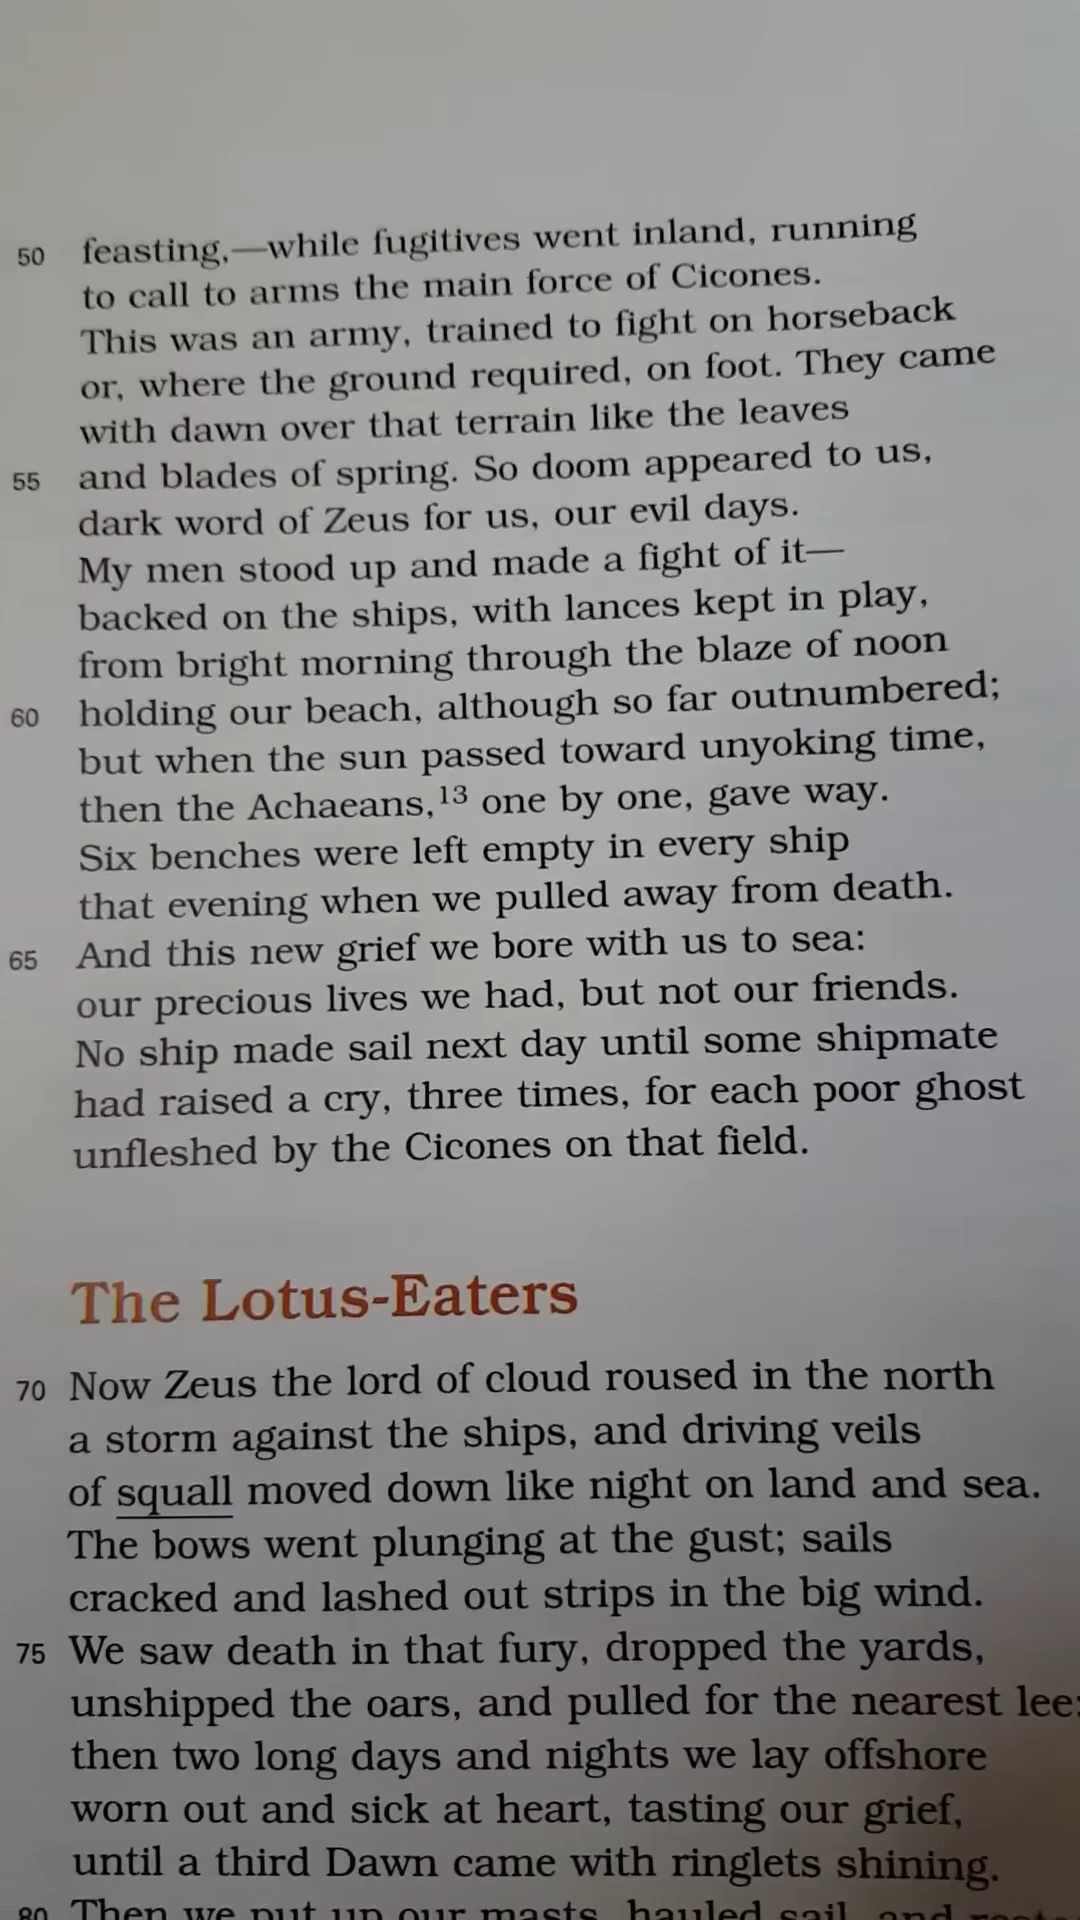 50 feasting,—while fugitives went inland, running
to call to arms the main force of Cicones.
This was an army, trained to fight on horseback
or, where the ground required, on foot. They came
with dawn over that terrain like the leaves
55 and blades of spring. So doom appeared to us,
dark word of Zeus for us, our evil days.
My men stood up and made a fight of it—
backed on the ships, with lances kept in play,
from bright morning through the blaze of noon
60 holding our beach, although so far outnumbered;
but when the sun passed toward unyoking time,
then the Achaeans,13 one by one, gave way.
Six benches were left empty in every ship
that evening when we pulled away from death.
65 And this new grief we bore with us to sea:
our precious lives we had, but not our friends.
No ship made sail next day until some shipmate
had raised a cry, three times, for each poor ghost
unfleshed by the Cicones on that field.
The Lotus-Eaters
70 Now Zeus the lord of cloud roused in the north
a storm against the ships, and driving veils
of squall moved down like night on land and sea.
The bows went plunging at the gust; sails
cracked and lashed out strips in the big wind.
75 We saw death in that fury, dropped the yards,
unshipped the oars, and pulled for the nearest lee:
then two long days and nights we lay offshore
worn out and sick at heart, tasting our grief,
until a third Dawn came with ringlets shining.
80 Then we put up our masts, hauled sail, and